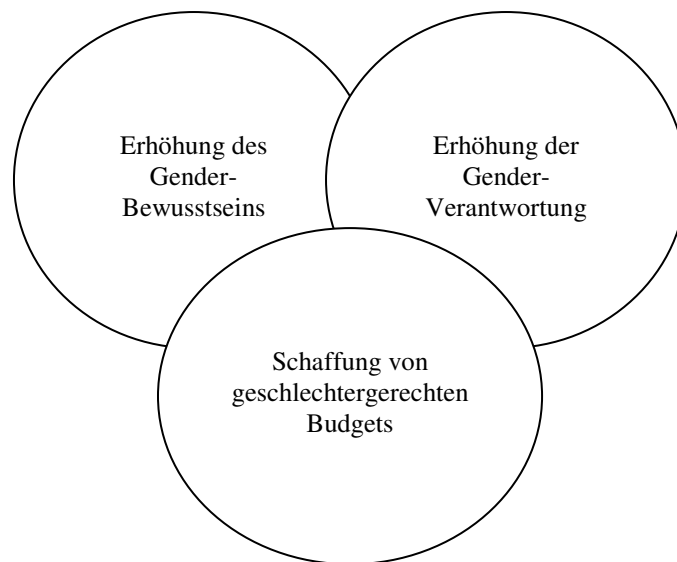 Erhöhung des
Gender-
Bewusstseins
Erhöhung der
Gender-
Verantwortung
Schaffung von
geschlechtergerechten
Budgets